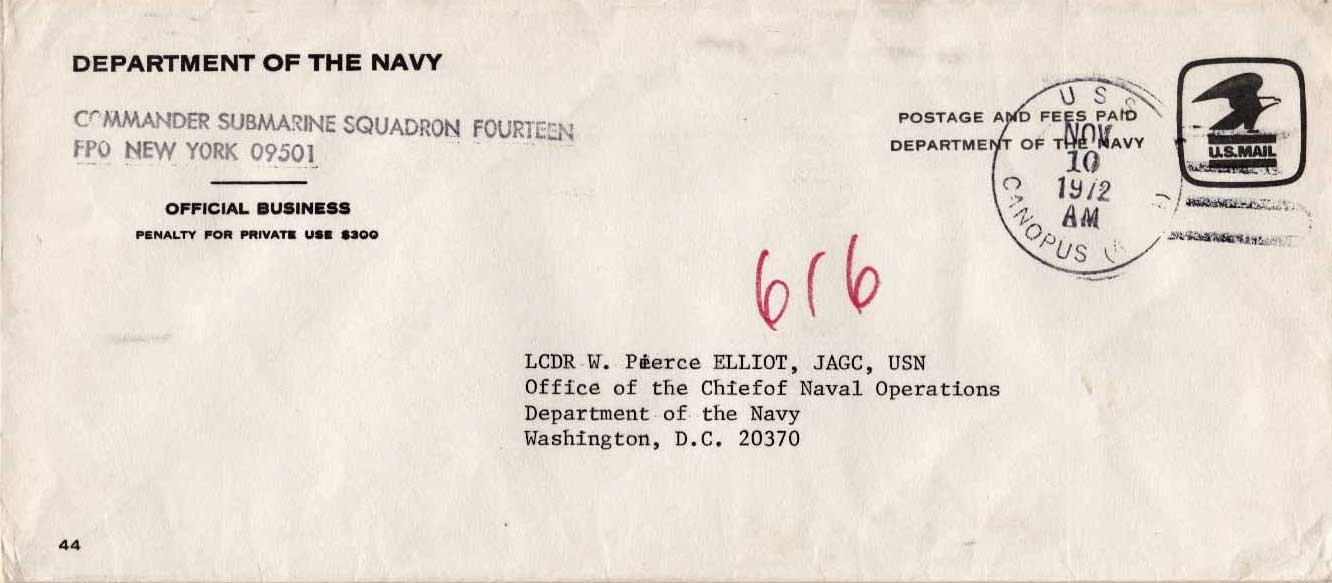 DEPARTMENT OF THE NAVY
COMMANDER SUBMARINE SQUADRON FOURTEEN
FPO NEW YORK 09501
OFFICIAL BUSINESS
PENALTY FOR PRIVATE USE $300
POSTAGE AND FEES PAID
DEPARTMENT OF THE NAVY
USS
NOV
10
1972
AM
CANOPUS
U.S.MAIL
616
LCDR W. Pierce ELLIOT, JAGC, USN
Office of the Chiefof Naval Operations
Department of the Navy
Washington, D.C. 20370
44